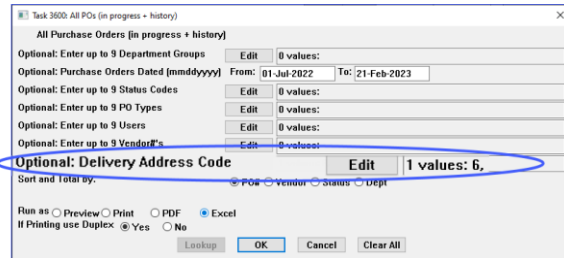 Task 3600: All POs (in progress + history)
All Purchase Orders (in progress + history)
Optional: Enter up to 9 Department Groups Edit 0 values:
Optional: Purchase Orders Dated (mmddyyyy) From: 01-Jul-2022 To: 21-Feb-2023
Optional: Enter up to 9 Status Codes Edit 0 values:
Optional: Enter up to 9 PO Types Edit 0 values:
Optional: Enter up to 9 Users Edit 0 values:
Optional: Enter up to 9 Vendor#'s Edit 0 values:
Optional: Delivery Address Code Edit 1 values: 6,
Sort and Total by: PO# Vendor Status Dept
Run as Preview Print PDF Excel
If Printing use Duplex Yes No
Lookup OK Cancel Clear All